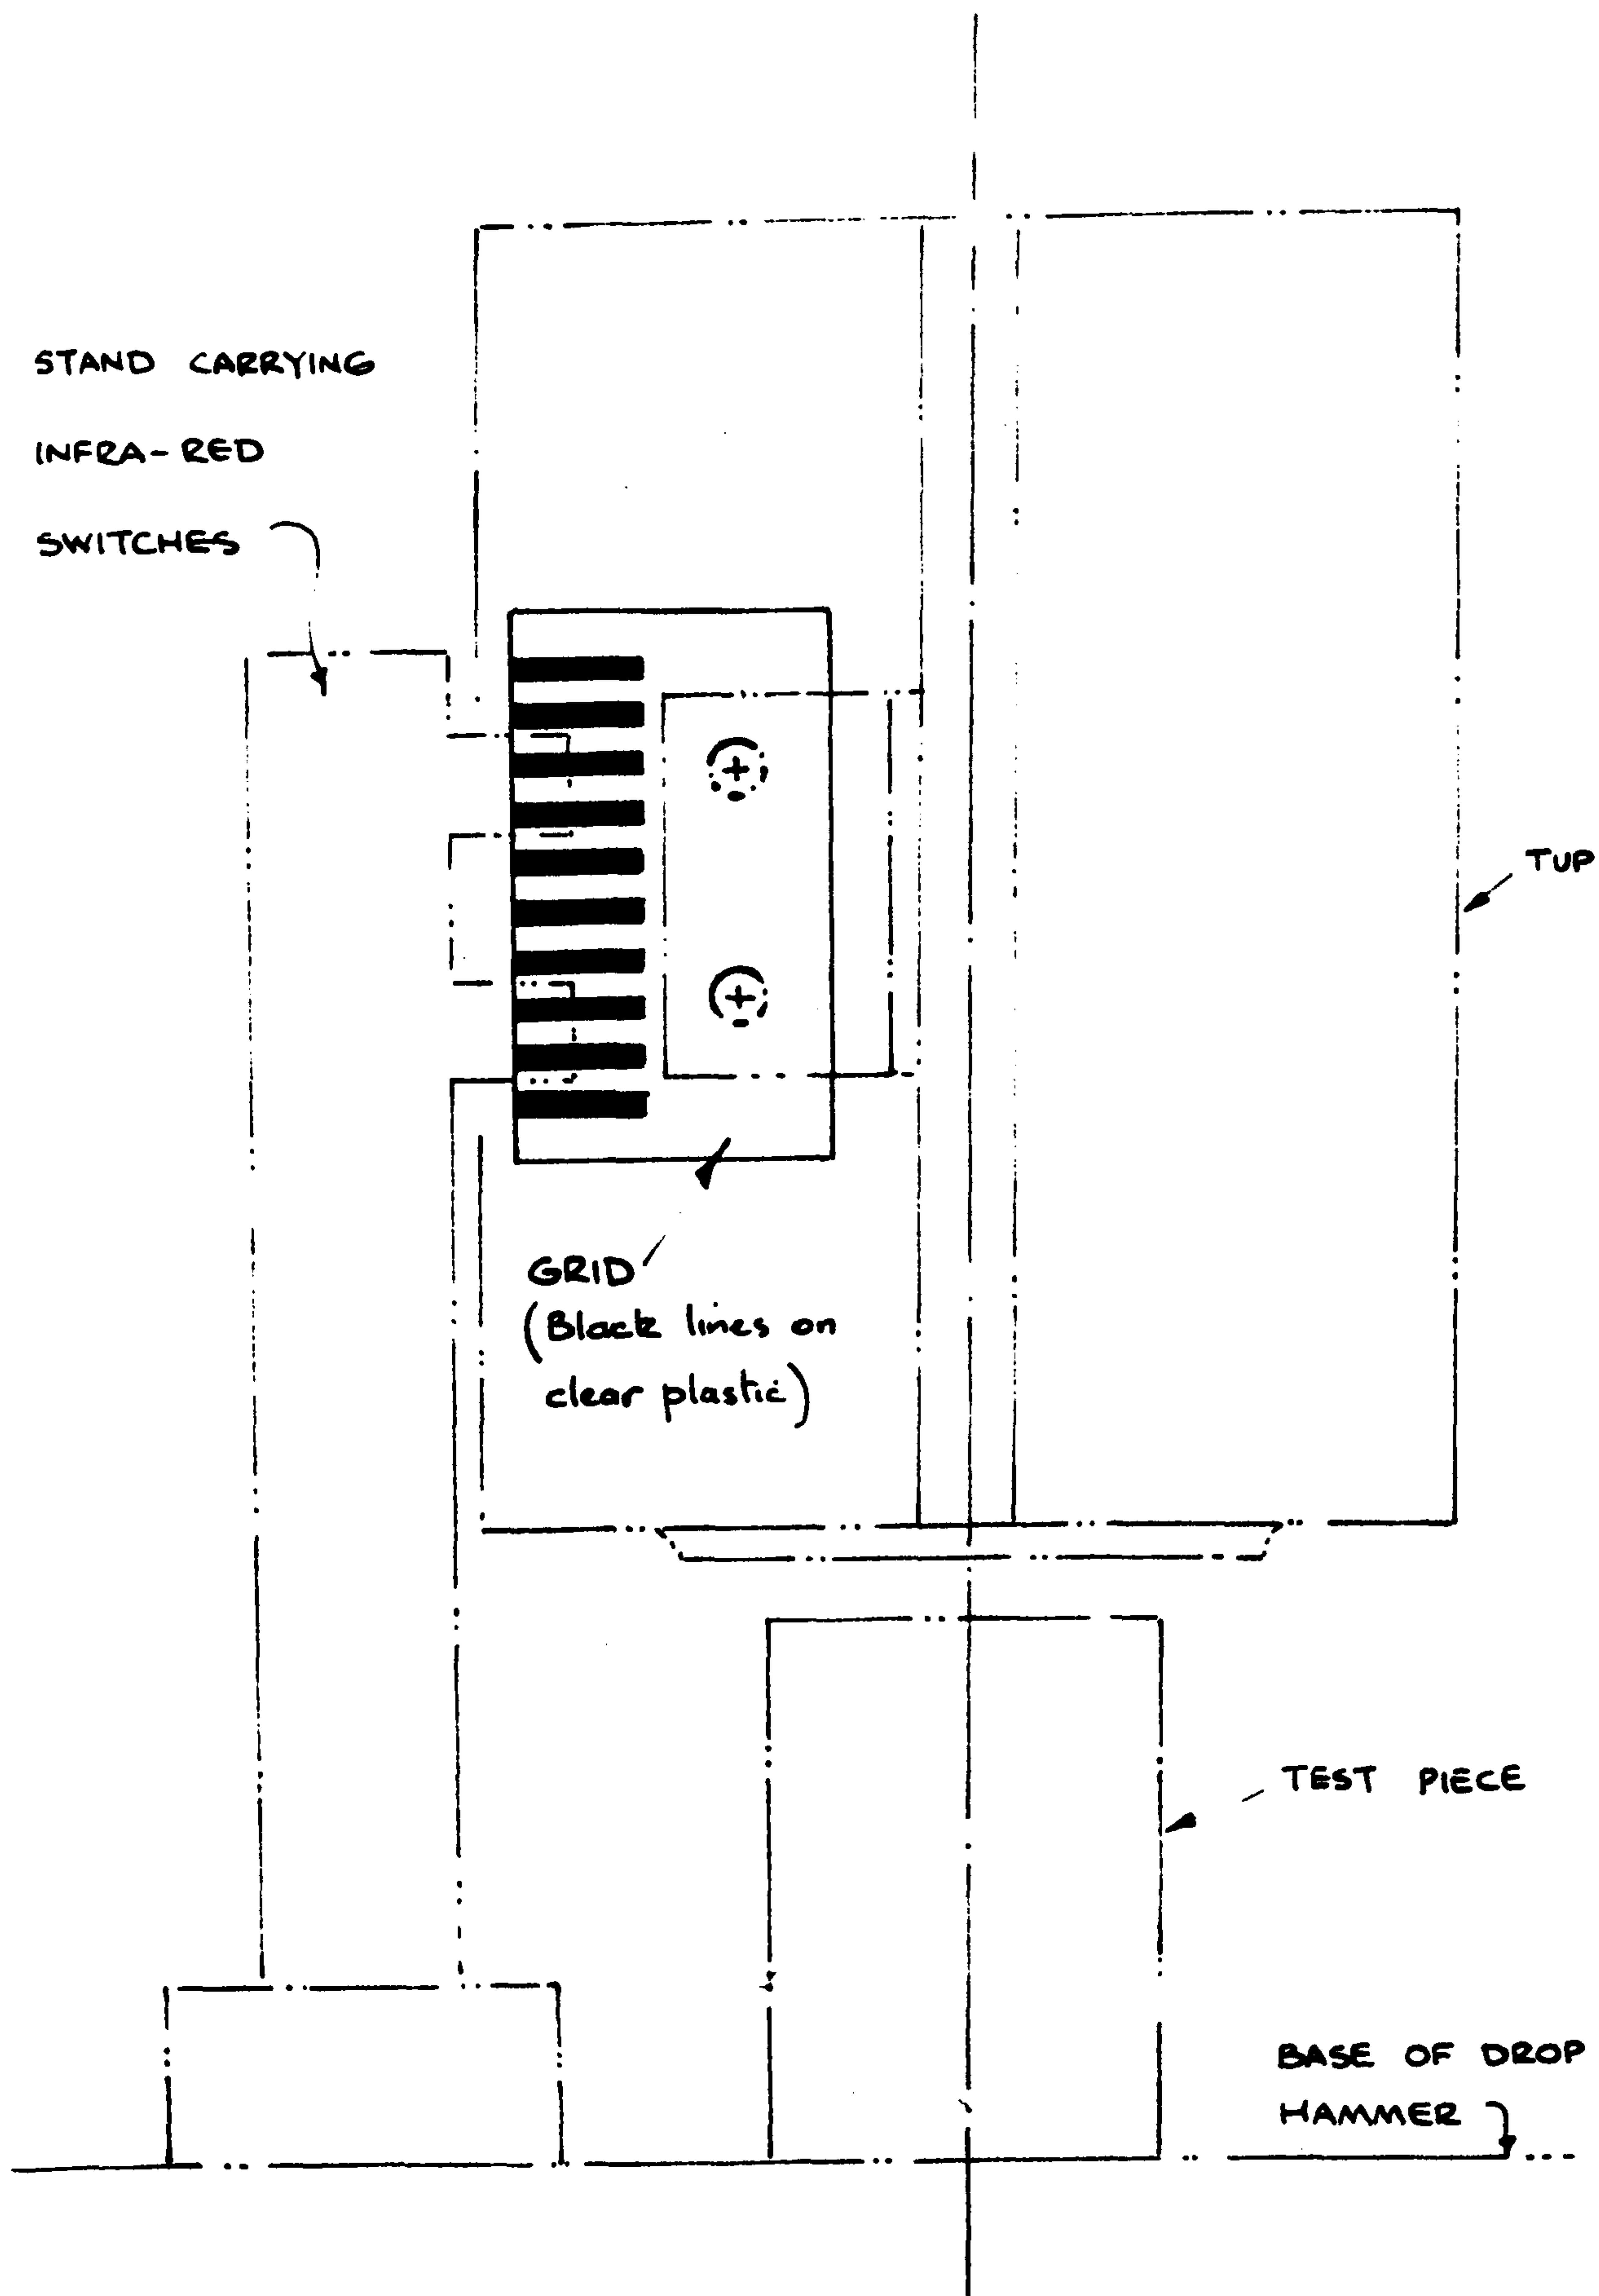 STAND CARRYING
INFRA-RED
SWITCHES
TUP
GRID
(Black lines on
clear plastic)
TEST PIECE
BASE OF DROP
HAMMER